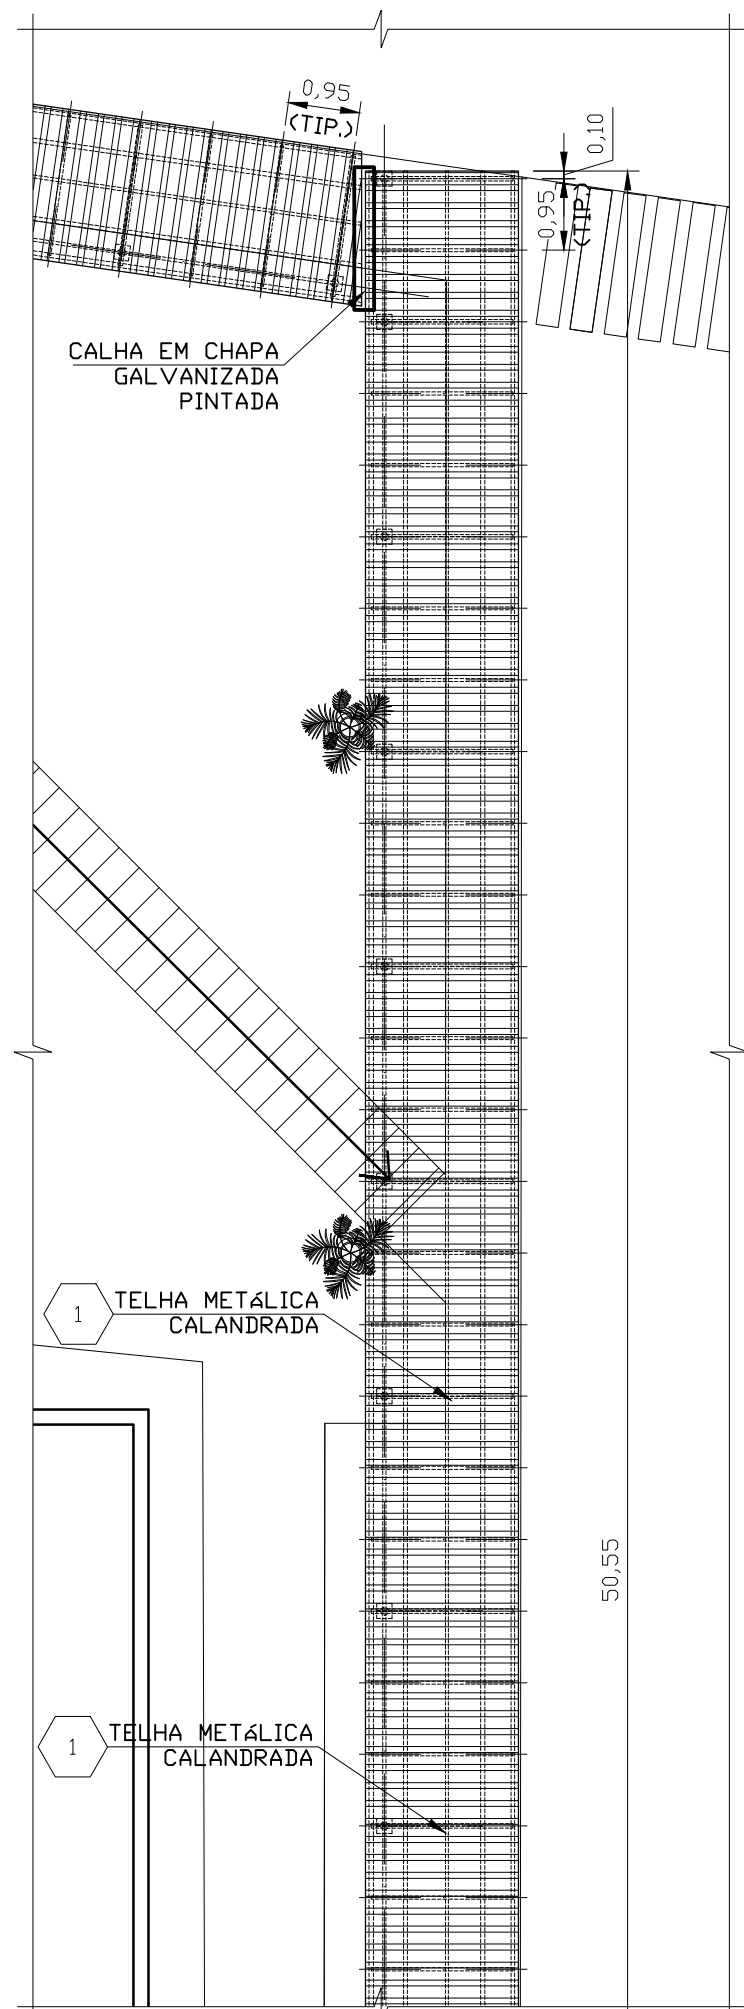 0,95
(TIP.)
0,10
0,95
(TIP.)
CALHA EM CHAPA
GALVANIZADA
PINTADA
1
TELHA METáLICA
CALANDRADA
50,55
1
TELHA METáLICA
CALANDRADA